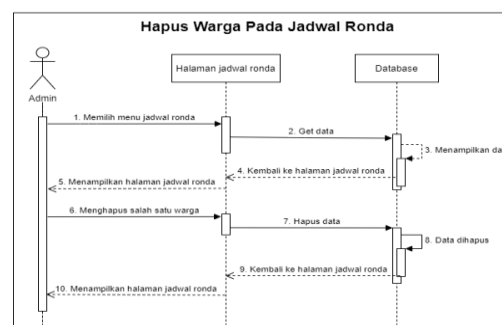 Hapus Warga Pada Jadwal Ronda
Halaman jadwal ronda
Database
Admin
1. Memilih menu jadwal ronda
2. Get data
3. Menampilkan da
4. Kembali ke halaman jadwal ronda
5. Menampilkan halaman jadwal ronda
6. Menghapus salah satu warga
7. Hapus data
8. Data dihapus
9. Kembali ke halaman jadwal ronda
10. Menampilkan halaman jadwal ronda